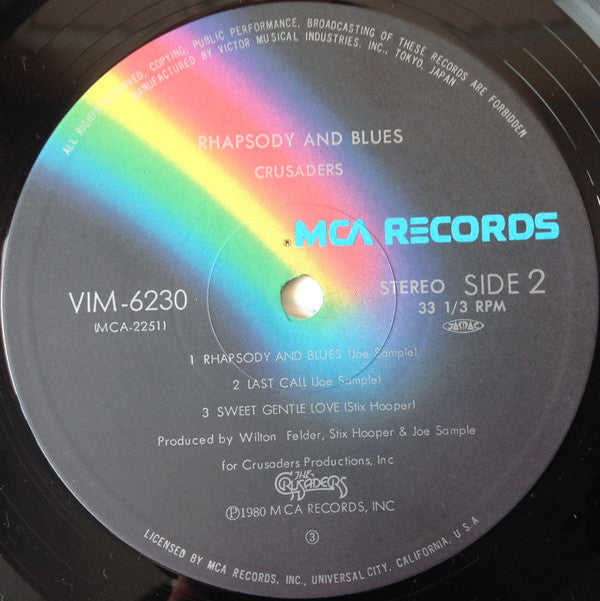 ALL RIGHTS RESERVED. COPYING, PUBLIC PERFORMANCE, BROADCASTING OF THESE RECORDS ARE FORBIDDEN
MANUFACTURED BY VICTOR MUSICAL INDUSTRIES, INC., TOKYO, JAPAN
RHAPSODY AND BLUES
CRUSADERS
® MCA RECORDS
VIM-6230
(MCA-2251)
STEREO SIDE 2
33 1/3 RPM
JASRAC
1 RHAPSODY AND BLUES (Joe Sample)
2 LAST CALL (Joe Sample)
3 SWEET GENTLE LOVE (Stix Hooper)
Produced by Wilton Felder, Stix Hooper & Joe Sample
for Crusaders Productions, Inc
THE
CRUSADERS
℗1980 MCA RECORDS, INC
③
LICENSED BY MCA RECORDS, INC., UNIVERSAL CITY, CALIFORNIA, U.S.A